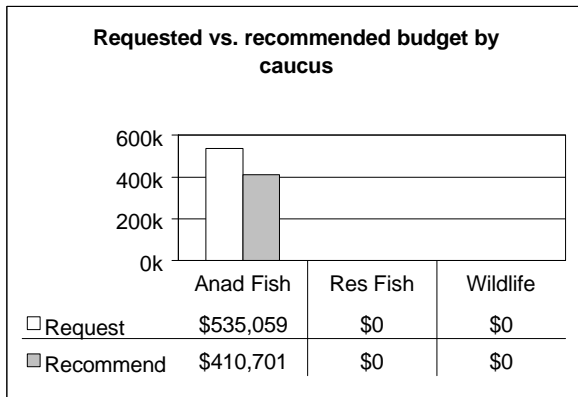 Requested vs. recommended budget by
caucus
600k
400k
200k
0k
Anad Fish Res Fish Wildlife
Request $535,059 $0 $0
Recommend $410,701 $0 $0